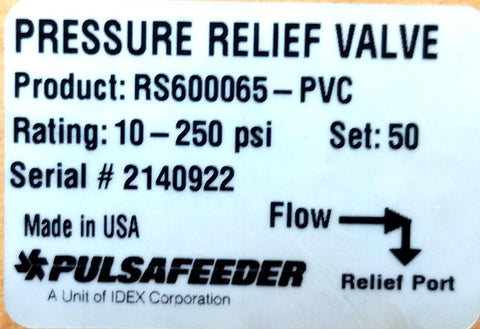 PRESSURE RELIEF VALVE
Product: RS600065-PVC
Rating: 10-250 psi Set: 50
Serial # 2140922
Made in USA
Flow
PULSAFEEDER
Relief Port
A Unit of IDEX Corporation